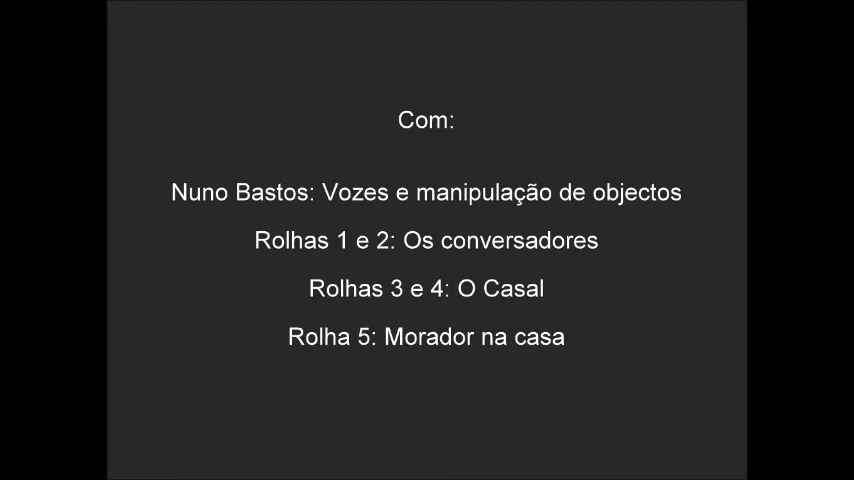 Com:
Nuno Bastos: Vozes e manipulação de objectos
Rolhas 1 e 2: Os conversadores
Rolhas 3 e 4: O Casal
Rolha 5: Morador na casa